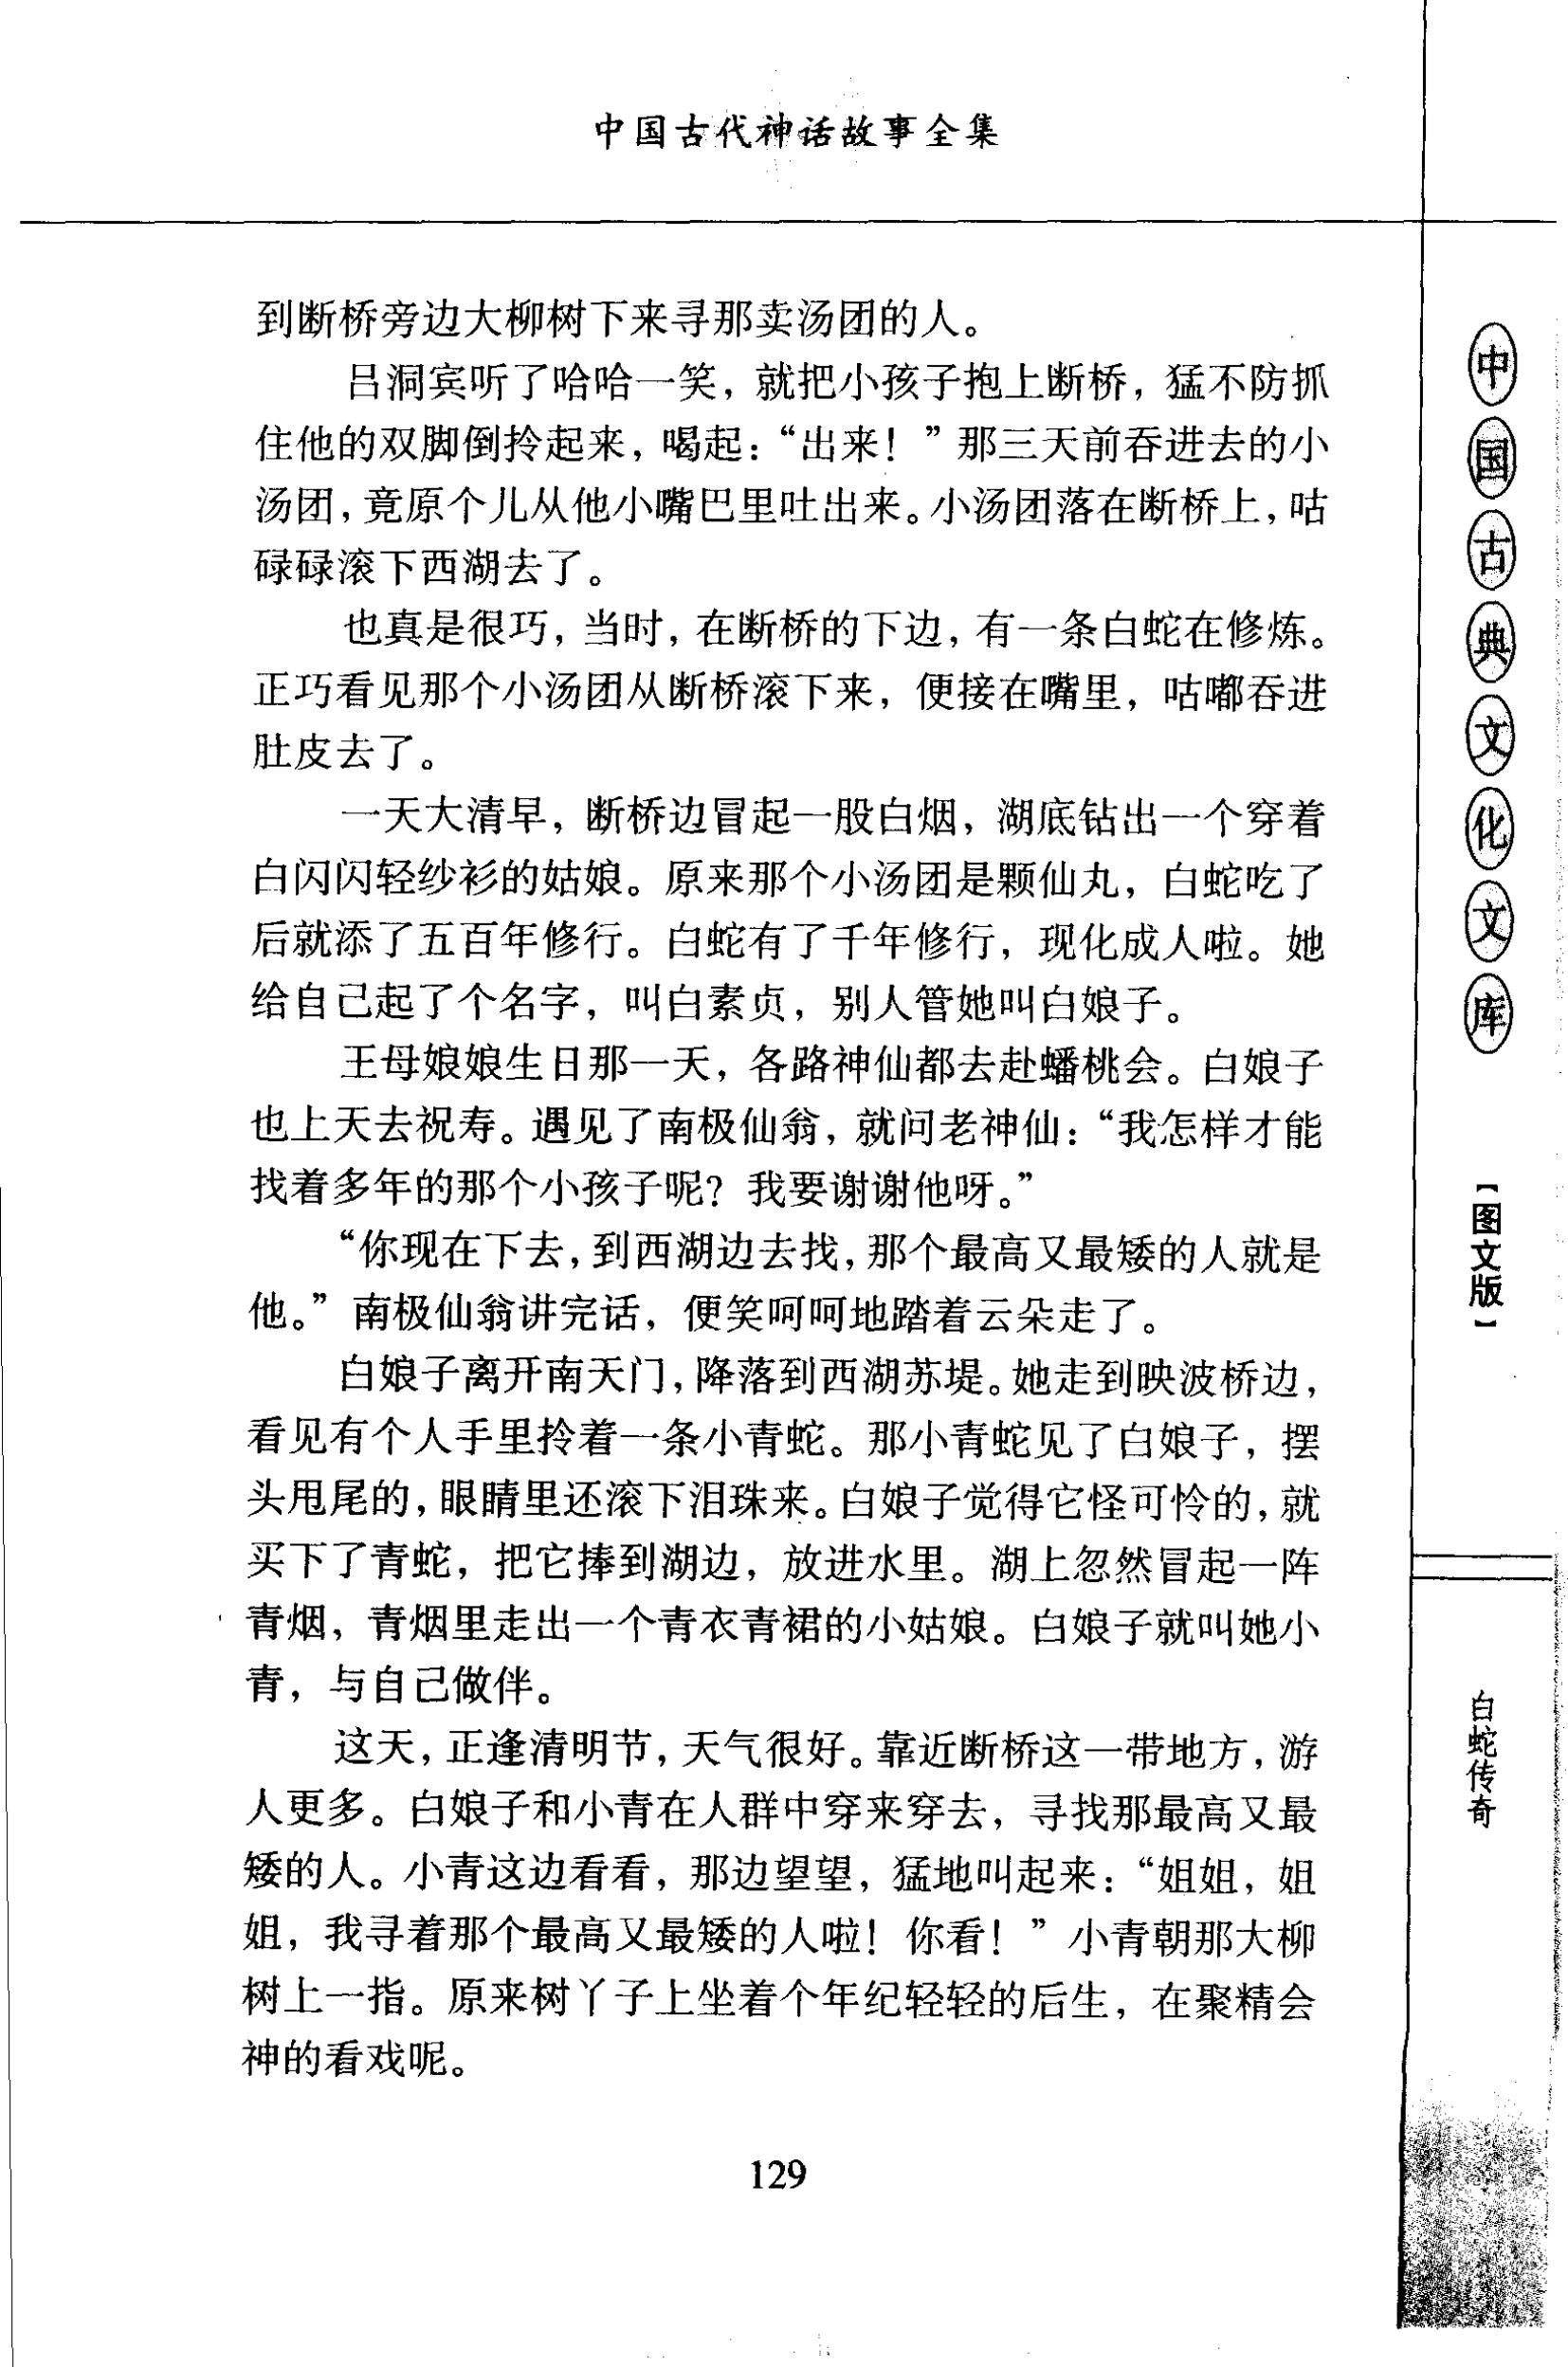 中国古代神话故事全集
到断桥旁边大柳树下来寻那卖汤团的人。
吕洞宾听了哈哈一笑，就把小孩子抱上断桥，猛不防抓
住他的双脚倒拎起来，喝起：“出来！”那三天前吞进去的小
汤团，竟原个儿从他小嘴巴里吐出来。小汤团落在断桥上，咕
碌碌滚下西湖去了。
也真是很巧，当时，在断桥的下边，有一条白蛇在修炼。
正巧看见那个小汤团从断桥滚下来，便接在嘴里，咕嘟吞进
肚皮去了。
一天大清早，断桥边冒起一股白烟，湖底钻出一个穿着
白闪闪轻纱衫的姑娘。原来那个小汤团是颗仙丸，白蛇吃了
后就添了五百年修行。白蛇有了千年修行，现化成人啦。她
给自己起了个名字，叫白素贞，别人管她叫白娘子。
王母娘娘生日那一天，各路神仙都去赴蟠桃会。白娘子
也上天去祝寿。遇见了南极仙翁，就问老神仙：“我怎样才能
找着多年的那个小孩子呢？我要谢谢他呀。”
“你现在下去，到西湖边去找，那个最高又最矮的人就是
他。”南极仙翁讲完话，便笑呵呵地踏着云朵走了。
白娘子离开南天门，降落到西湖苏堤。她走到映波桥边，
看见有个人手里拎着一条小青蛇。那小青蛇见了白娘子，摆
头甩尾的，眼睛里还滚下泪珠来。白娘子觉得它怪可怜的，就
买下了青蛇，把它捧到湖边，放进水里。湖上忽然冒起一阵
青烟，青烟里走出一个青衣青裙的小姑娘。白娘子就叫她小
青，与自己做伴。
这天，正逢清明节，天气很好。靠近断桥这一带地方，游
人更多。白娘子和小青在人群中穿来穿去，寻找那最高又最
矮的人。小青这边看看，那边望望，猛地叫起来：“姐姐，姐
姐，我寻着那个最高又最矮的人啦！你看！”小青朝那大柳
树上一指。原来树丫子上坐着个年纪轻轻的后生，在聚精会
神的看戏呢。
129
中国古典文化文库
【图文版】
白蛇传奇